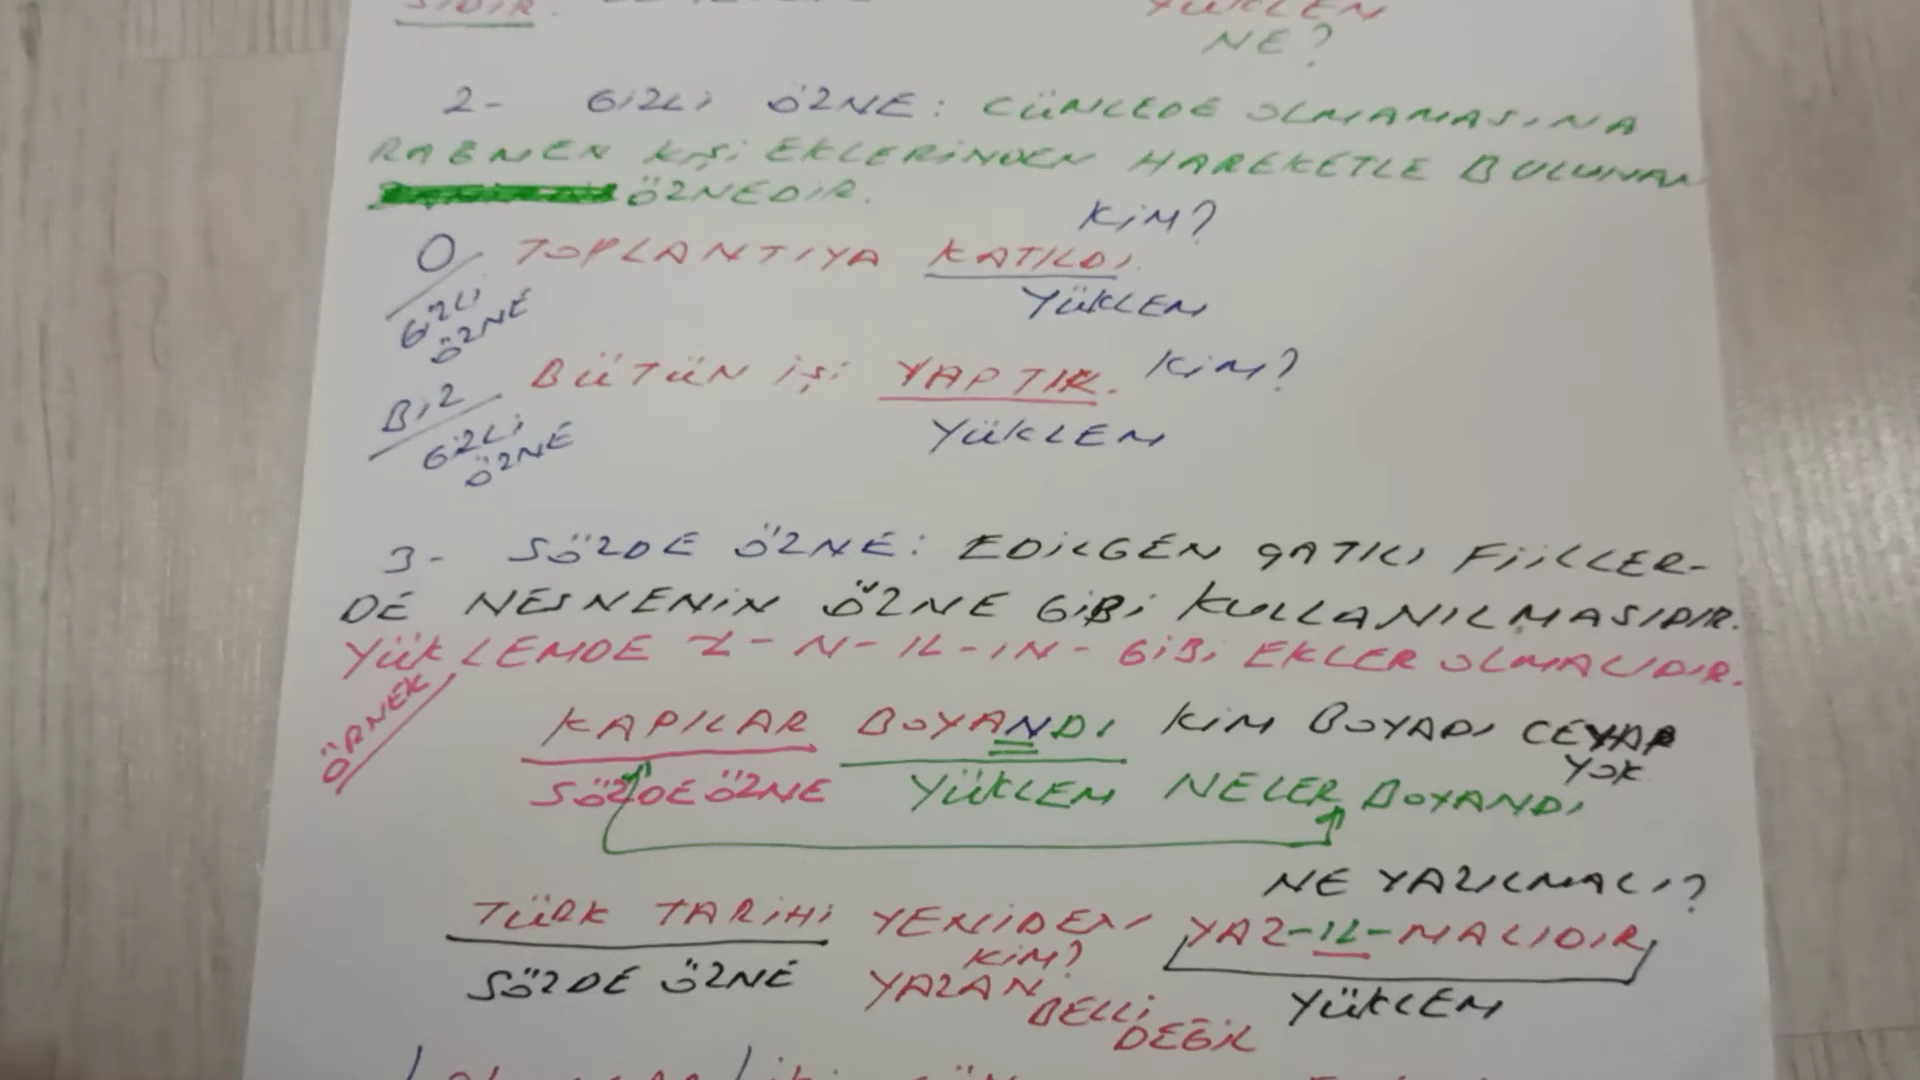 SIDIR.
YÜKLEM
NE?
2- GİZLİ ÖZNE: CÜMLEDE OLMAMASINA
RAĞMEN KİŞİ EKLERİNDEN HAREKETLE BULUNAN
ÖZNEDİR.
KİM?
O TOPLANTIYA KATILDI.
GİZLİ ÖZNE YÜKLEM
BİZ BÜTÜN İŞİ YAPTIK. KİM?
GİZLİ ÖZNE YÜKLEM
3- SÖZDE ÖZNE: EDİLGEN ÇATILI FİİLLER-
DE NESNENİN ÖZNE GİBİ KULLANILMASIDIR.
YÜKLEMDE L-N-IL-IN- GİBİ EKLER OLMALIDIR.
ÖRNEK
KAPILAR BOYANDI KİM BOYADI CEVAP YOK
SÖZDE ÖZNE YÜKLEM NELER BOYANDI
NE YAZILMALI?
TÜRK TARİHİ YENİDEN YAZ-IL-MALIDIR
SÖZDE ÖZNE KİM? YAZAN BELLİ DEĞİL YÜKLEM